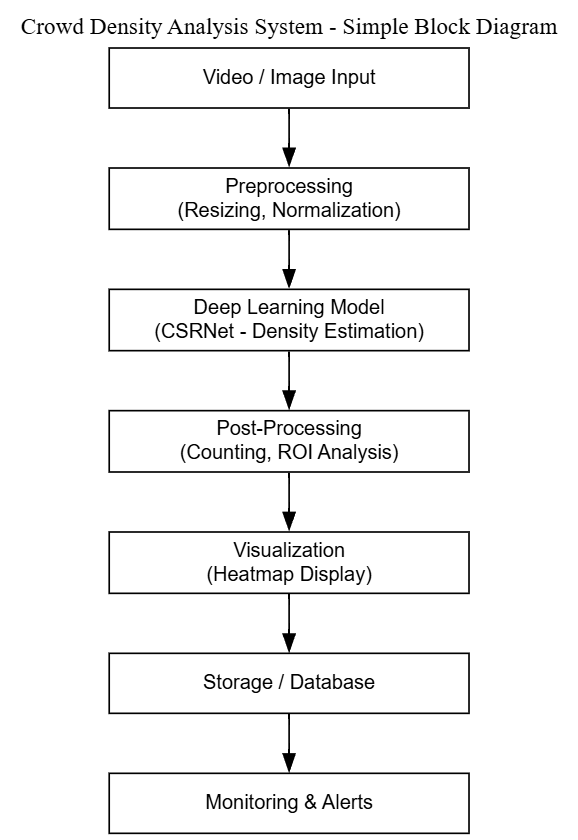 Crowd Density Analysis System - Simple Block Diagram
Video / Image Input
Preprocessing
(Resizing, Normalization)
Deep Learning Model
(CSRNet - Density Estimation)
Post-Processing
(Counting, ROI Analysis)
Visualization
(Heatmap Display)
Storage / Database
Monitoring & Alerts